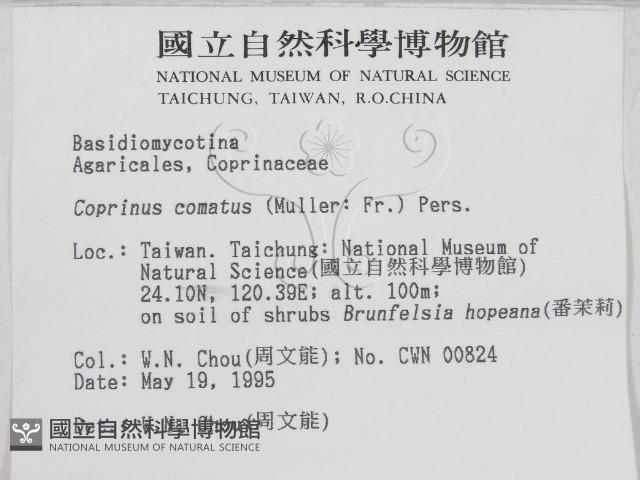 國立自然科學博物館
NATIONAL MUSEUM OF NATURAL SCIENCE
TAICHUNG, TAIWAN, R.O.CHINA
Basidiomycotina
Agaricales, Coprinaceae
Coprinus comatus (Muller: Fr.) Pers.
Loc.: Taiwan. Taichung: National Museum of
Natural Science(國立自然科學博物館)
24.10N, 120.39E; alt. 100m;
on soil of shrubs Brunfelsia hopeana(番茉莉)
Col.: W.N. Chou(周文能); No. CWN 00824
Date: May 19, 1995
(周文能)
國立自然科學博物館
NATIONAL MUSEUM OF NATURAL SCIENCE